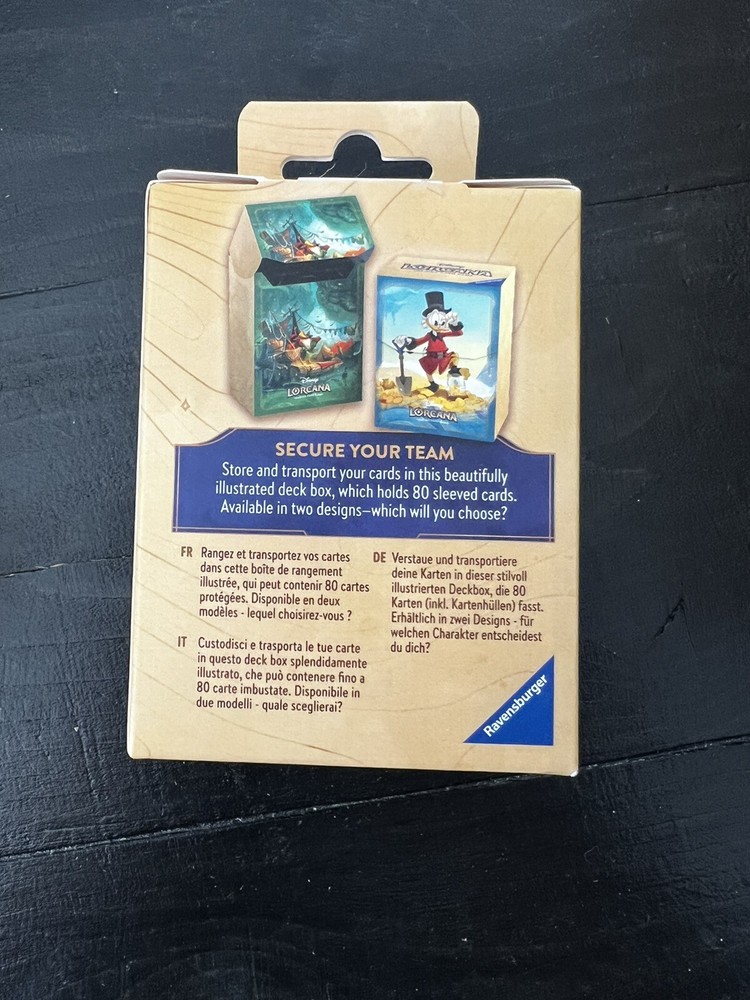 LORCANA
Disney
LORCANA
LORCANA
SECURE YOUR TEAM
Store and transport your cards in this beautifully
illustrated deck box, which holds 80 sleeved cards.
Available in two designs—which will you choose?
FR Rangez et transportez vos cartes
dans cette boîte de rangement
illustrée, qui peut contenir 80 cartes
protégées. Disponible en deux
modèles - lequel choisirez-vous ?
IT Custodisci e trasporta le tue carte
in questo deck box splendidamente
illustrato, che può contenere fino a
80 carte imbustate. Disponibile in
due modelli - quale sceglierai?
DE Verstaue und transportiere
deine Karten in dieser stilvoll
illustrierten Deckbox, die 80
Karten (inkl. Kartenhüllen) fasst.
Erhältlich in zwei Designs - für
welchen Charakter entscheidest
du dich?
Ravensburger